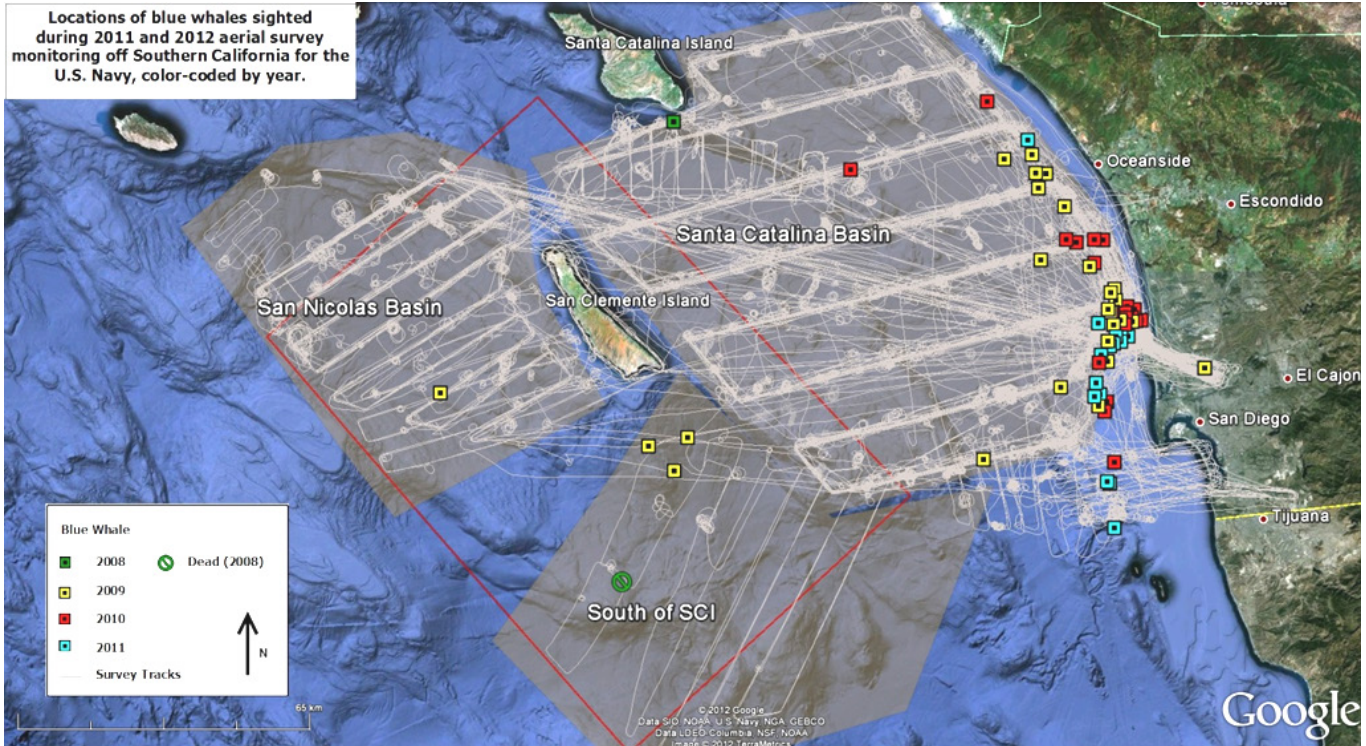 Locations of blue whales sighted
during 2011 and 2012 aerial survey
monitoring off Southern California for the
U.S. Navy, color-coded by year.
Santa Catalina Island
Oceanside
Escondido
Santa Catalina Basin
San Nicolas Basin
San Clemente Island
El Cajon
San Diego
Tijuana
South of SCI
Blue Whale
2008
Dead (2008)
2009
2010
2011
N
Survey Tracks
65 km
© 2012 Google
Data SIO, NOAA, U.S. Navy, NGA, GEBCO
Data LDEO-Columbia, NSF, NOAA
Image © 2012 TerraMetrics
Google